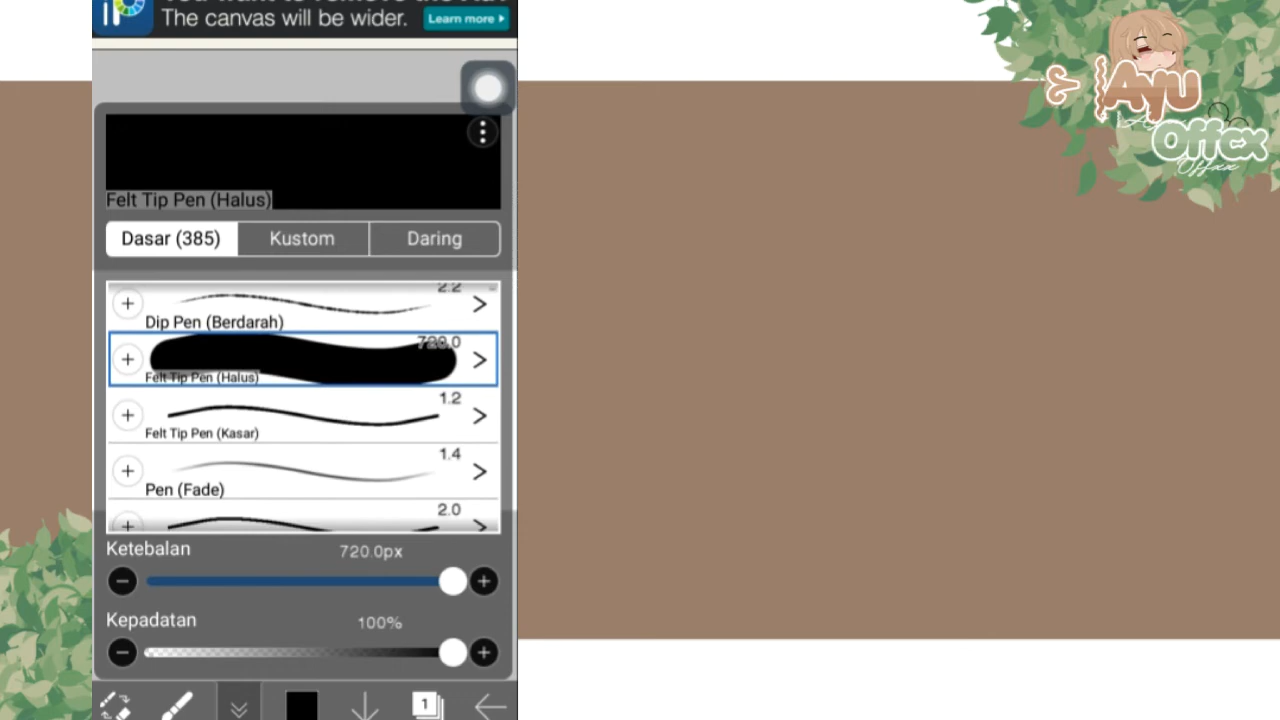 The canvas will be wider.
Learn more
Felt Tip Pen (Halus)
Dasar (385)
Kustom
Daring
2.2
Dip Pen (Berdarah)
720.0
Felt Tip Pen (Halus)
1.2
Felt Tip Pen (Kasar)
1.4
Pen (Fade)
2.0
Ketebalan
720.0px
Kepadatan
100%
1
Ayu
Offcx